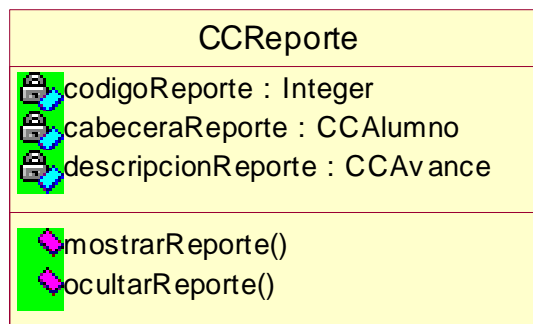 CCReporte
codigoReporte : Integer
cabeceraReporte : CCAlumno
descripcionReporte : CCAvance
mostrarReporte()
ocultarReporte()